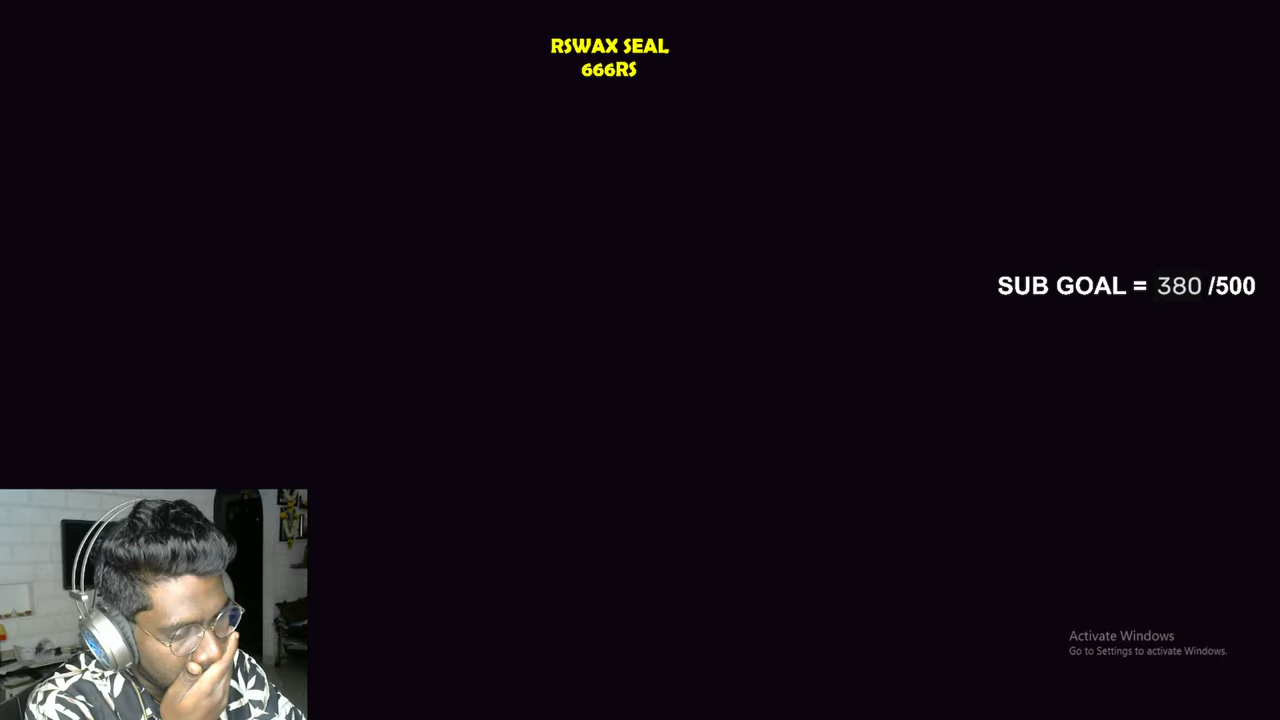 RSWAX SEAL
666RS
SUB GOAL = 380 /500
Activate Windows
Go to Settings to activate Windows.